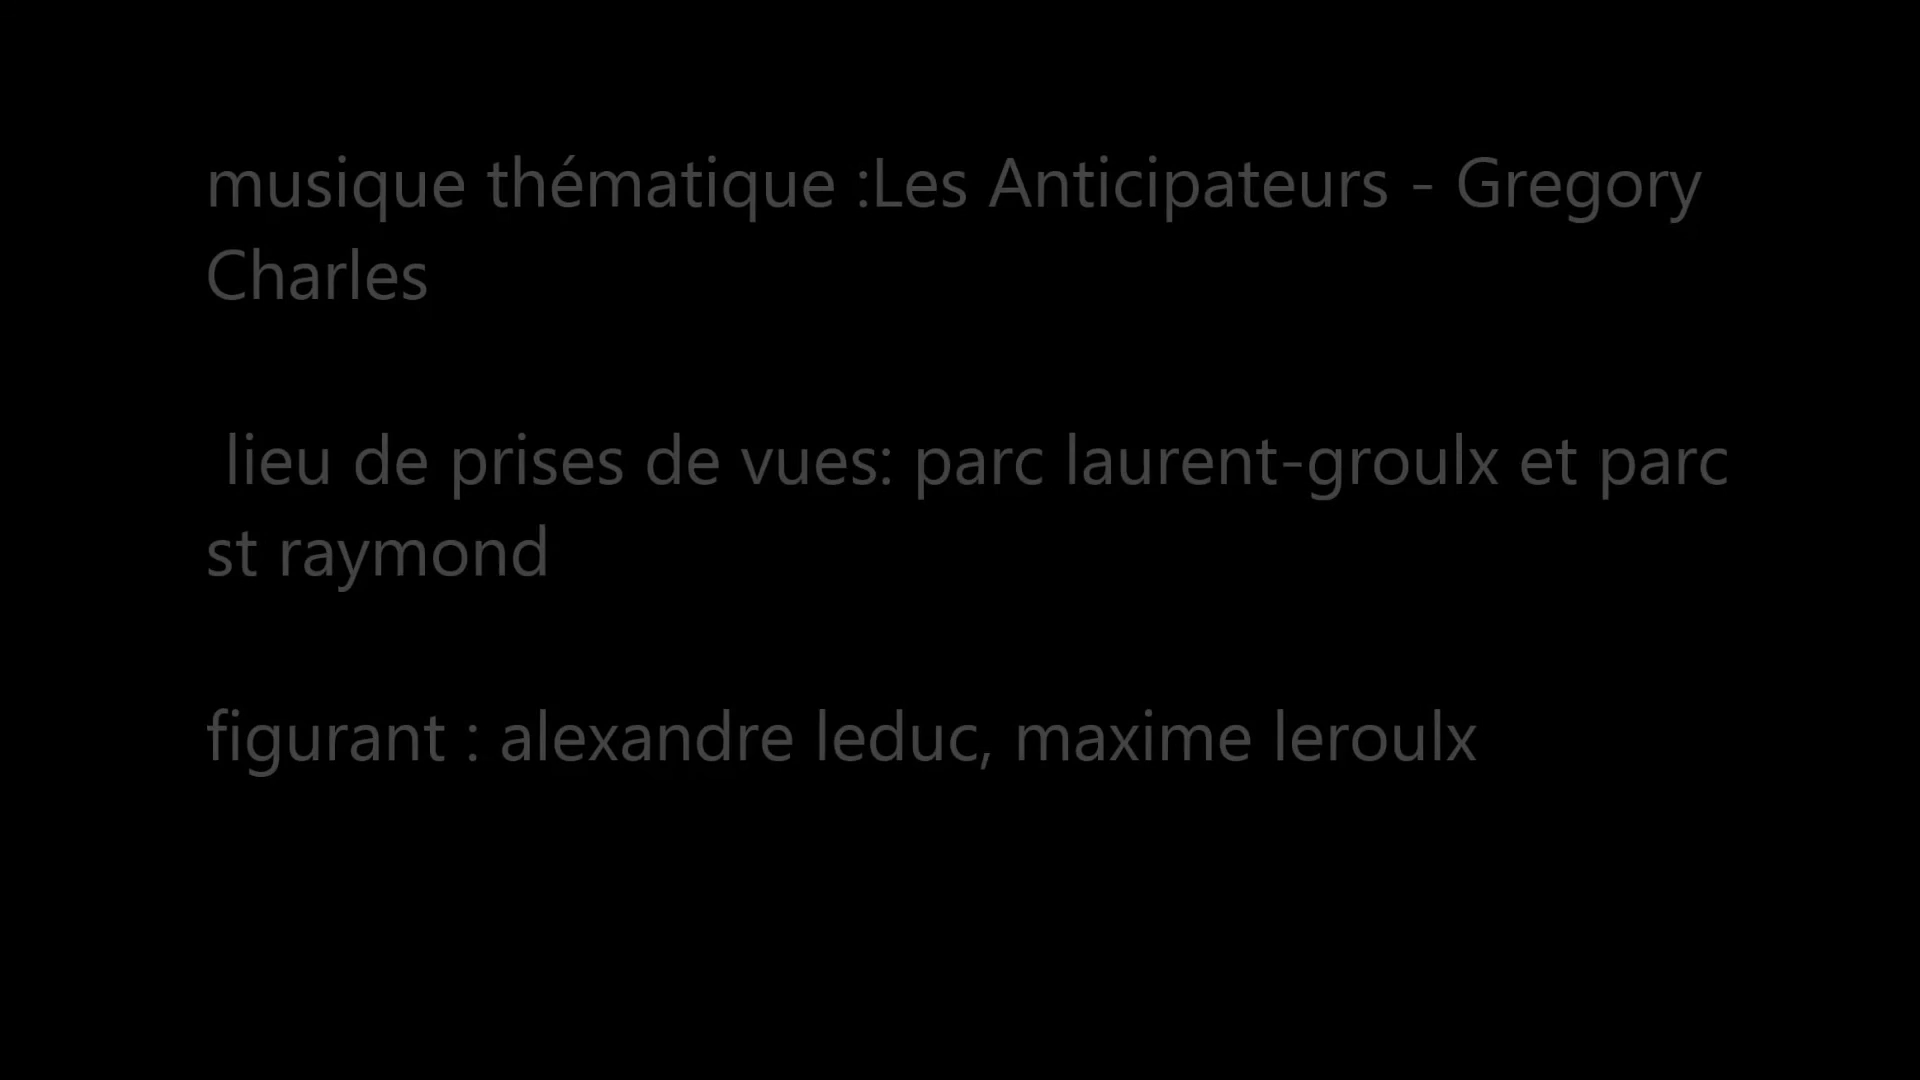 musique thématique :Les Anticipateurs - Gregory
Charles
lieu de prises de vues: parc laurent-groulx et parc
st raymond
figurant : alexandre leduc, maxime leroulx